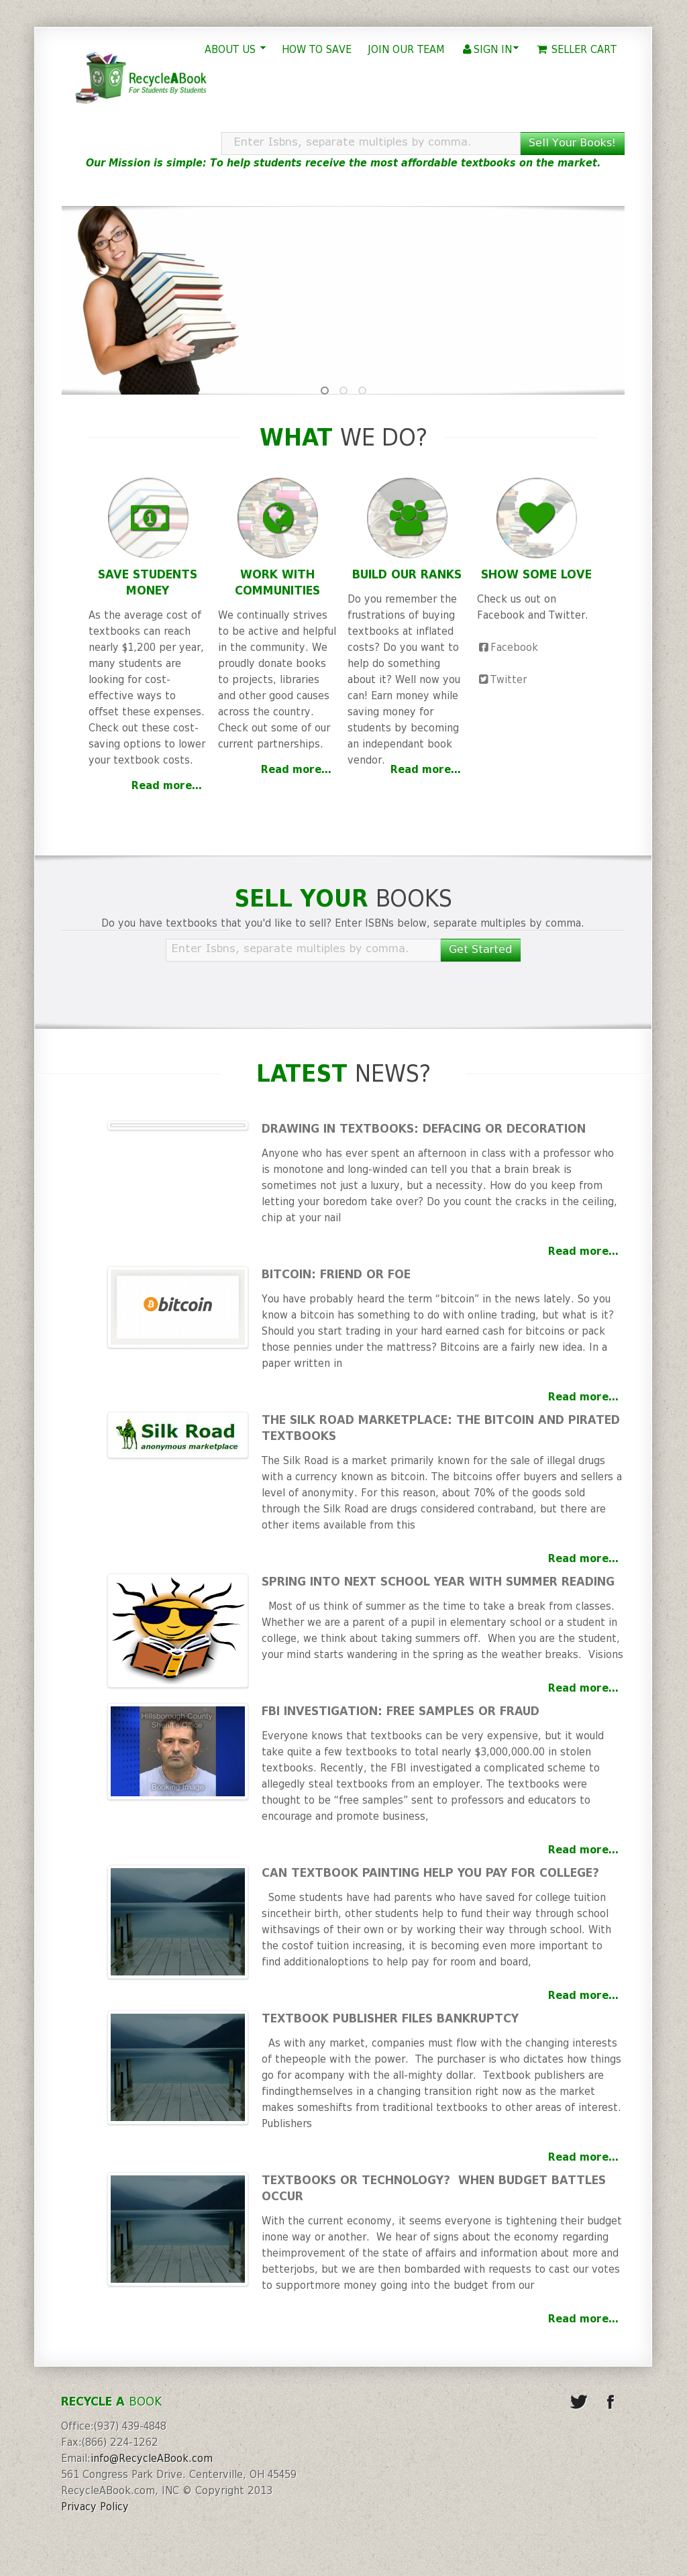 ABOUT US
HOW TO SAVE
JOIN OUR TEAM
SIGN IN
SELLER CART
RecycleABook
For Students By Students
Enter Isbns, separate multiples by comma.
Sell Your Books!
Our Mission is simple: To help students receive the most affordable textbooks on the market.
WHAT WE DO?
SAVE STUDENTS
MONEY
As the average cost of
textbooks can reach
nearly $1,200 per year,
many students are
looking for cost-
effective ways to
offset these expenses.
Check out these cost-
saving options to lower
your textbook costs.
Read more...
WORK WITH
COMMUNITIES
We continually strives
to be active and helpful
in the community. We
proudly donate books
to projects, libraries
and other good causes
across the country.
Check out some of our
current partnerships.
Read more...
BUILD OUR RANKS
Do you remember the
frustrations of buying
textbooks at inflated
costs? Do you want to
help do something
about it? Well now you
can! Earn money while
saving money for
students by becoming
an independant book
vendor.
Read more...
SHOW SOME LOVE
Check us out on
Facebook and Twitter.
Facebook
Twitter
SELL YOUR BOOKS
Do you have textbooks that you'd like to sell? Enter ISBNs below, separate multiples by comma.
Enter Isbns, separate multiples by comma.
Get Started
LATEST NEWS?
DRAWING IN TEXTBOOKS: DEFACING OR DECORATION
Anyone who has ever spent an afternoon in class with a professor who
is monotone and long-winded can tell you that a brain break is
sometimes not just a luxury, but a necessity. How do you keep from
letting your boredom take over? Do you count the cracks in the ceiling,
chip at your nail
Read more...
bitcoin
BITCOIN: FRIEND OR FOE
You have probably heard the term “bitcoin” in the news lately. So you
know a bitcoin has something to do with online trading, but what is it?
Should you start trading in your hard earned cash for bitcoins or pack
those pennies under the mattress? Bitcoins are a fairly new idea. In a
paper written in
Read more...
Silk Road
anonymous marketplace
THE SILK ROAD MARKETPLACE: THE BITCOIN AND PIRATED
TEXTBOOKS
The Silk Road is a market primarily known for the sale of illegal drugs
with a currency known as bitcoin. The bitcoins offer buyers and sellers a
level of anonymity. For this reason, about 70% of the goods sold
through the Silk Road are drugs considered contraband, but there are
other items available from this
Read more...
SPRING INTO NEXT SCHOOL YEAR WITH SUMMER READING
Most of us think of summer as the time to take a break from classes.
Whether we are a parent of a pupil in elementary school or a student in
college, we think about taking summers off.  When you are the student,
your mind starts wandering in the spring as the weather breaks.  Visions
Read more...
Hillsborough County
Sheriff's Office
Booking Image
FBI INVESTIGATION: FREE SAMPLES OR FRAUD
Everyone knows that textbooks can be very expensive, but it would
take quite a few textbooks to total nearly $3,000,000.00 in stolen
textbooks. Recently, the FBI investigated a complicated scheme to
allegedly steal textbooks from an employer. The textbooks were
thought to be “free samples” sent to professors and educators to
encourage and promote business,
Read more...
CAN TEXTBOOK PAINTING HELP YOU PAY FOR COLLEGE?
Some students have had parents who have saved for college tuition
sincetheir birth, other students help to fund their way through school
withsavings of their own or by working their way through school. With
the costof tuition increasing, it is becoming even more important to
find additionaloptions to help pay for room and board,
Read more...
TEXTBOOK PUBLISHER FILES BANKRUPTCY
As with any market, companies must flow with the changing interests
of thepeople with the power.  The purchaser is who dictates how things
go for acompany with the all-mighty dollar.  Textbook publishers are
findingthemselves in a changing transition right now as the market
makes someshifts from traditional textbooks to other areas of interest.
Publishers
Read more...
TEXTBOOKS OR TECHNOLOGY?  WHEN BUDGET BATTLES
OCCUR
With the current economy, it seems everyone is tightening their budget
inone way or another.  We hear of signs about the economy regarding
theimprovement of the state of affairs and information about more and
betterjobs, but we are then bombarded with requests to cast our votes
to supportmore money going into the budget from our
Read more...
RECYCLE A BOOK
Office:(937) 439-4848
Fax:(866) 224-1262
Email:info@RecycleABook.com
561 Congress Park Drive. Centerville, OH 45459
RecycleABook.com, INC © Copyright 2013
Privacy Policy